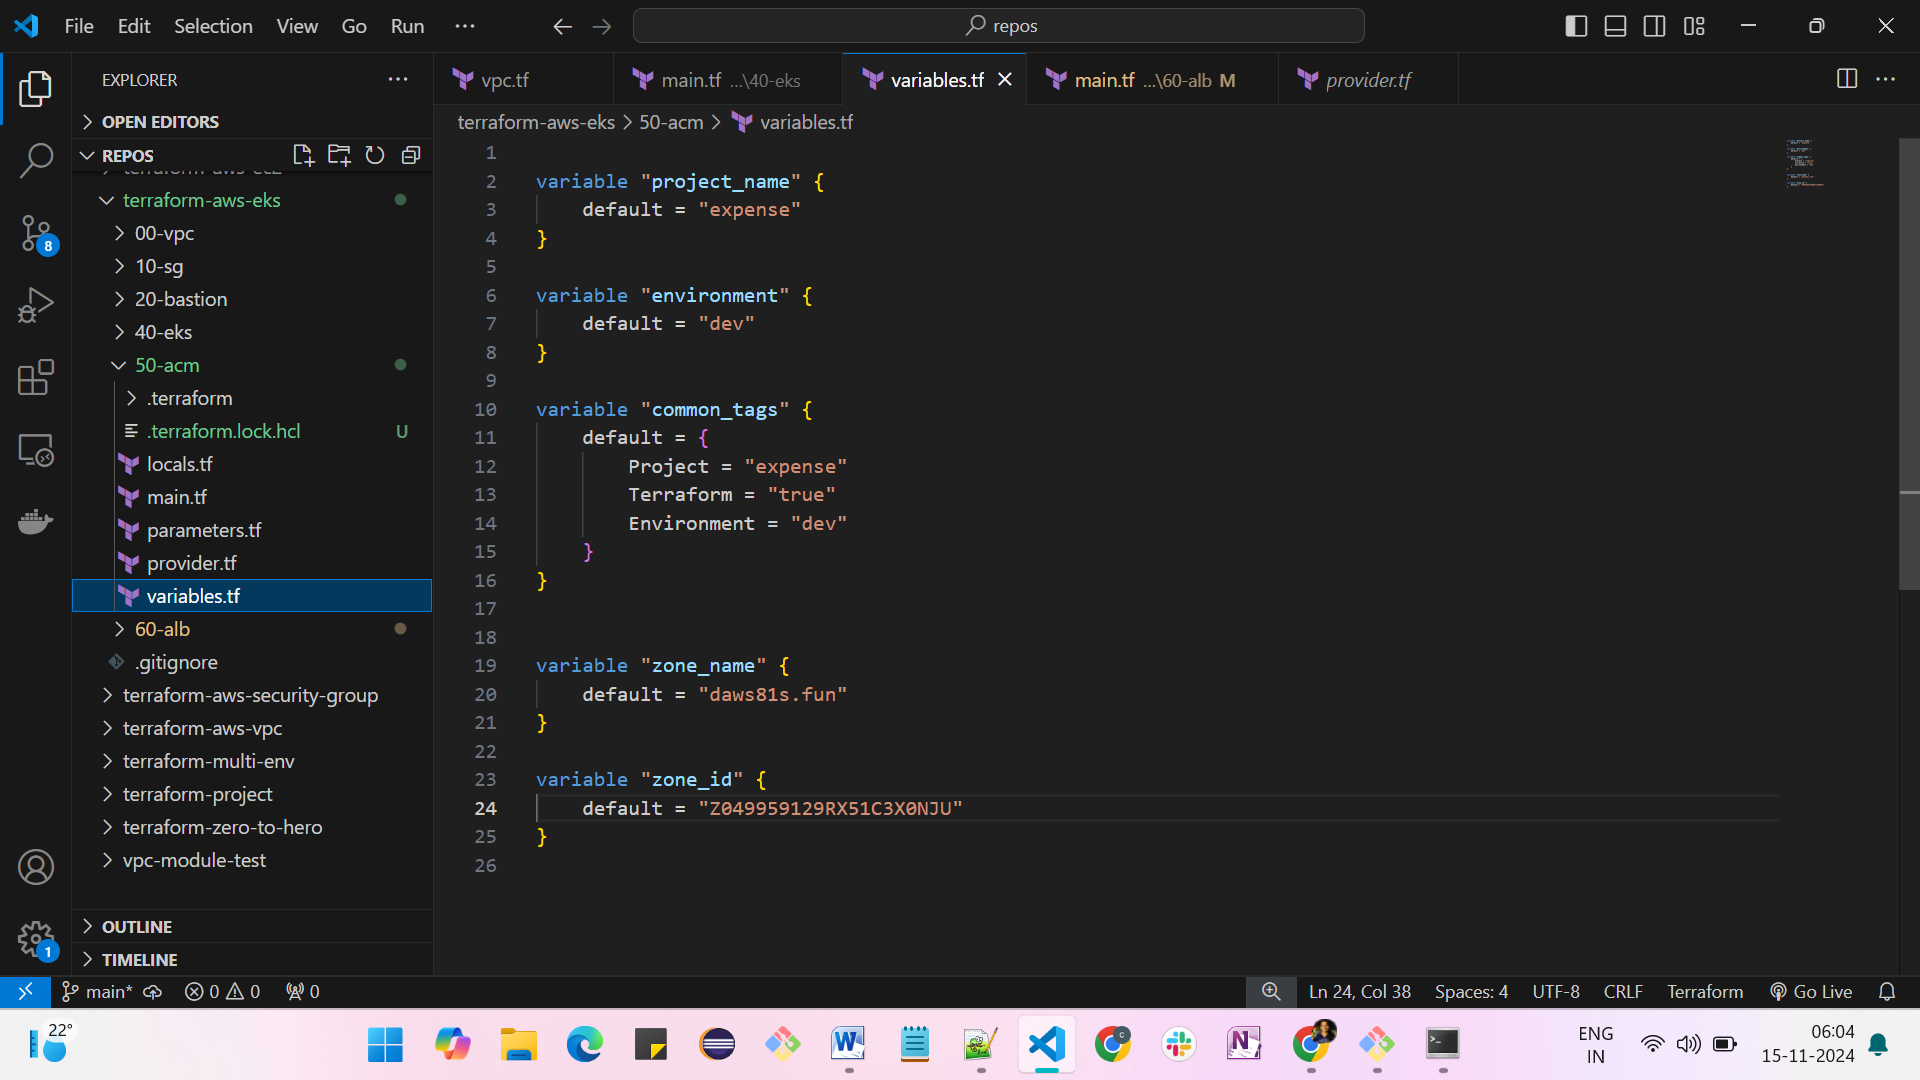 File Edit Selection View Go Run ···
repos
EXPLORER ···
OPEN EDITORS
REPOS
terraform-aws-ec2
terraform-aws-eks
00-vpc
10-sg
20-bastion
40-eks
50-acm
.terraform
.terraform.lock.hcl U
locals.tf
main.tf
parameters.tf
provider.tf
variables.tf
60-alb
.gitignore
terraform-aws-security-group
terraform-aws-vpc
terraform-multi-env
terraform-project
terraform-zero-to-hero
vpc-module-test
OUTLINE
TIMELINE
8
1
vpc.tf main.tf ...\40-eks variables.tf main.tf ...\60-alb M provider.tf ···
terraform-aws-eks > 50-acm > variables.tf
1
2 variable "project_name" {
3 default = "expense"
4 }
5
6 variable "environment" {
7 default = "dev"
8 }
9
10 variable "common_tags" {
11 default = {
12 Project = "expense"
13 Terraform = "true"
14 Environment = "dev"
15 }
16 }
17
18
19 variable "zone_name" {
20 default = "daws81s.fun"
21 }
22
23 variable "zone_id" {
24 default = "Z049959129RX51C3X0NJU"
25 }
26
main* 0 0 0 Ln 24, Col 38 Spaces: 4 UTF-8 CRLF Terraform Go Live
22° ENG 06:04
IN 15-11-2024